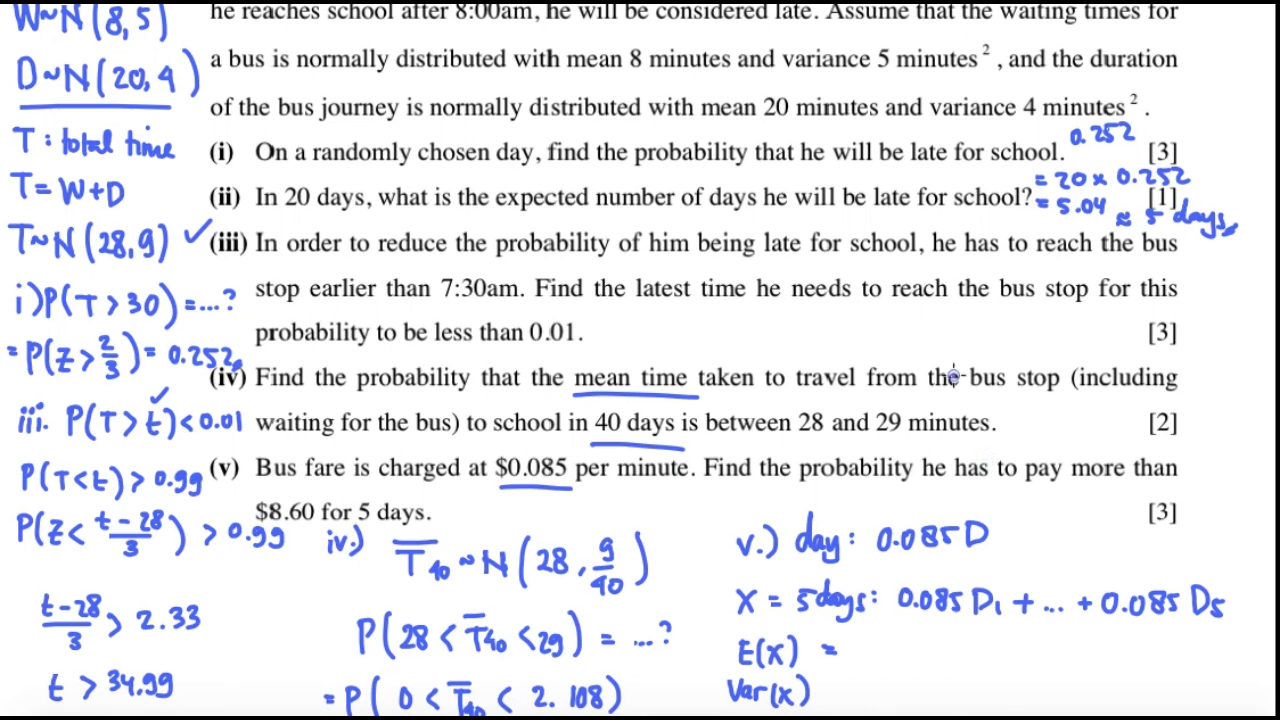 W~N(8,5)
D~N(20,4)
T: total time
T=W+D
T~N(28,9) ✓
i)P(T>30)=...?
=P(Z>2/3)= 0.252
iii. P(T>t)<0.01
P(T<t)>0.99
P(Z< (t-28)/3 ) > 0.99
(t-28)/3 > 2.33
t > 34.99
he reaches school after 8:00am, he will be considered late. Assume that the waiting times for
a bus is normally distributed with mean 8 minutes and variance 5 minutes², and the duration
of the bus journey is normally distributed with mean 20 minutes and variance 4 minutes².
(i) On a randomly chosen day, find the probability that he will be late for school. 0.252 [3]
(ii) In 20 days, what is the expected number of days he will be late for school? [1]
= 20 x 0.252
= 5.04 ≈ 5 days
(iii) In order to reduce the probability of him being late for school, he has to reach the bus
stop earlier than 7:30am. Find the latest time he needs to reach the bus stop for this
probability to be less than 0.01. [3]
(iv) Find the probability that the mean time taken to travel from the bus stop (including
waiting for the bus) to school in 40 days is between 28 and 29 minutes. [2]
(v) Bus fare is charged at $0.085 per minute. Find the probability he has to pay more than
$8.60 for 5 days. [3]
iv.) T̄₄₀ ~N(28, 9/40)
P(28 < T̄₄₀ < 29) = ...?
= P( 0 < T̄₄₀ < 2.108)
v.) day: 0.085D
X = 5days: 0.085 D₁ + ... + 0.085 D₅
E(X) =
Var(X)